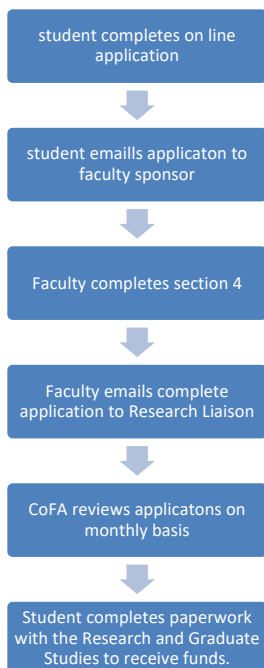 student completes on line
application
student emaills applicaton to
faculty sponsor
Faculty completes section 4
Faculty emails complete
application to Research Liaison
CoFA reviews applicatons on
monthly basis
Student completes paperwork
with the Research and Graduate
Studies to receive funds.